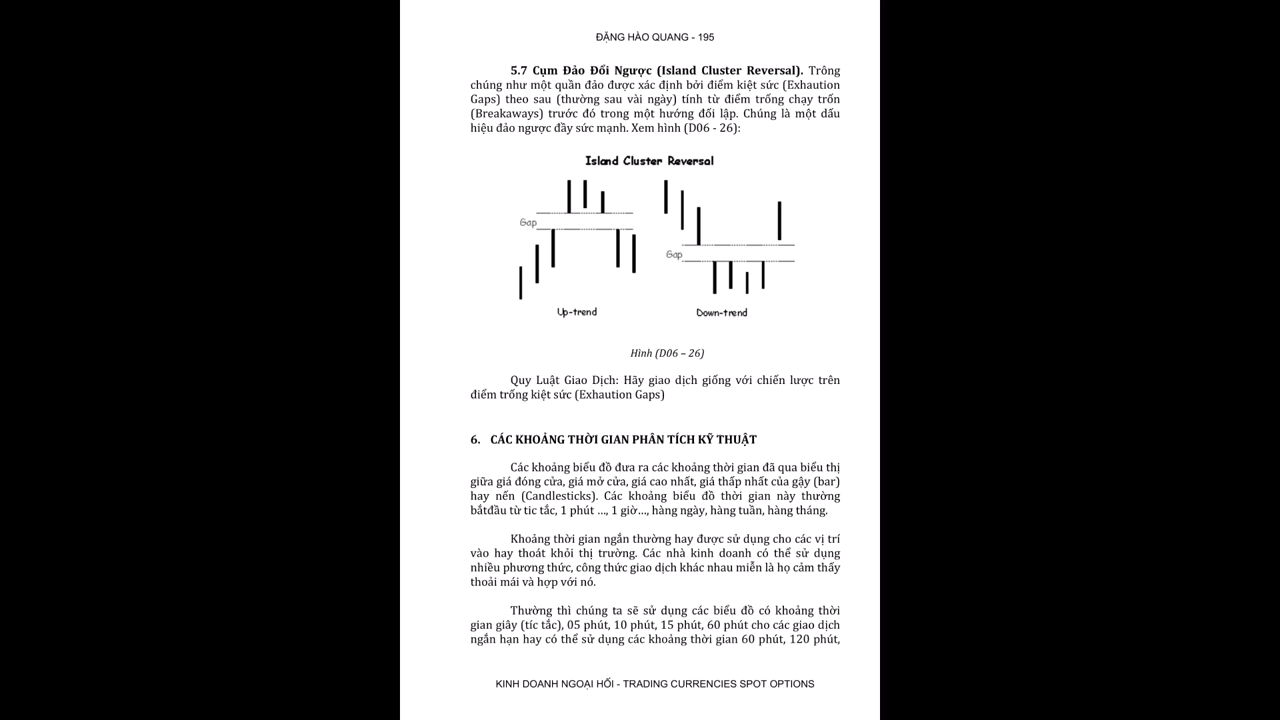 ĐẶNG HÀO QUANG - 195
5.7 Cụm Đảo Đổi Ngược (Island Cluster Reversal). Trông
chúng như một quần đảo được xác định bởi điểm kiệt sức (Exhaution
Gaps) theo sau (thường sau vài ngày) tính từ điểm trống chạy trốn
(Breakaways) trước đó trong một hướng đối lập. Chúng là một dấu
hiệu đảo ngược đầy sức mạnh. Xem hình (D06 - 26):
Island Cluster Reversal
Gap
Gap
Up-trend
Down-trend
Hình (D06 – 26)
Quy Luật Giao Dịch: Hãy giao dịch giống với chiến lược trên
điểm trống kiệt sức (Exhaution Gaps)
6. CÁC KHOẢNG THỜI GIAN PHÂN TÍCH KỸ THUẬT
Các khoảng biểu đồ đưa ra các khoảng thời gian đã qua biểu thị
giữa giá đóng cửa, giá mở cửa, giá cao nhất, giá thấp nhất của gậy (bar)
hay nến (Candlesticks). Các khoảng biểu đồ thời gian này thường
bắtđầu từ tic tắc, 1 phút ..., 1 giờ..., hàng ngày, hàng tuần, hàng tháng.
Khoảng thời gian ngắn thường hay được sử dụng cho các vị trí
vào hay thoát khỏi thị trường. Các nhà kinh doanh có thể sử dụng
nhiều phương thức, công thức giao dịch khác nhau miễn là họ cảm thấy
thoải mái và hợp với nó.
Thường thì chúng ta sẽ sử dụng các biểu đồ có khoảng thời
gian giây (tíc tắc), 05 phút, 10 phút, 15 phút, 60 phút cho các giao dịch
ngắn hạn hay có thể sử dụng các khoảng thời gian 60 phút, 120 phút,
KINH DOANH NGOẠI HỐI - TRADING CURRENCIES SPOT OPTIONS